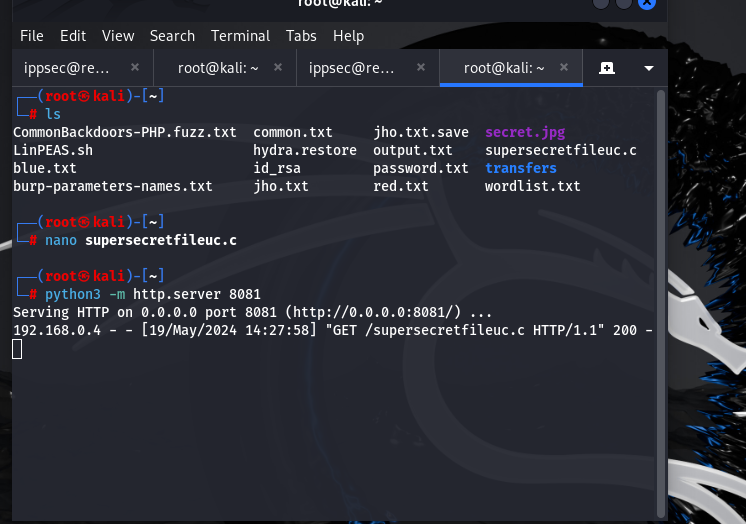 root@kali: ~
File Edit View Search Terminal Tabs Help
ippsec@re... × root@kali: ~ × ippsec@re... × root@kali: ~ ×
┌──(root㉿kali)-[~]
└─# ls
CommonBackdoors-PHP.fuzz.txt common.txt jho.txt.save secret.jpg
LinPEAS.sh hydra.restore output.txt supersecretfileuc.c
blue.txt id_rsa password.txt transfers
burp-parameters-names.txt jho.txt red.txt wordlist.txt
┌──(root㉿kali)-[~]
└─# nano supersecretfileuc.c
┌──(root㉿kali)-[~]
└─# python3 -m http.server 8081
Serving HTTP on 0.0.0.0 port 8081 (http://0.0.0.0:8081/) ...
192.168.0.4 - - [19/May/2024 14:27:58] "GET /supersecretfileuc.c HTTP/1.1" 200 -